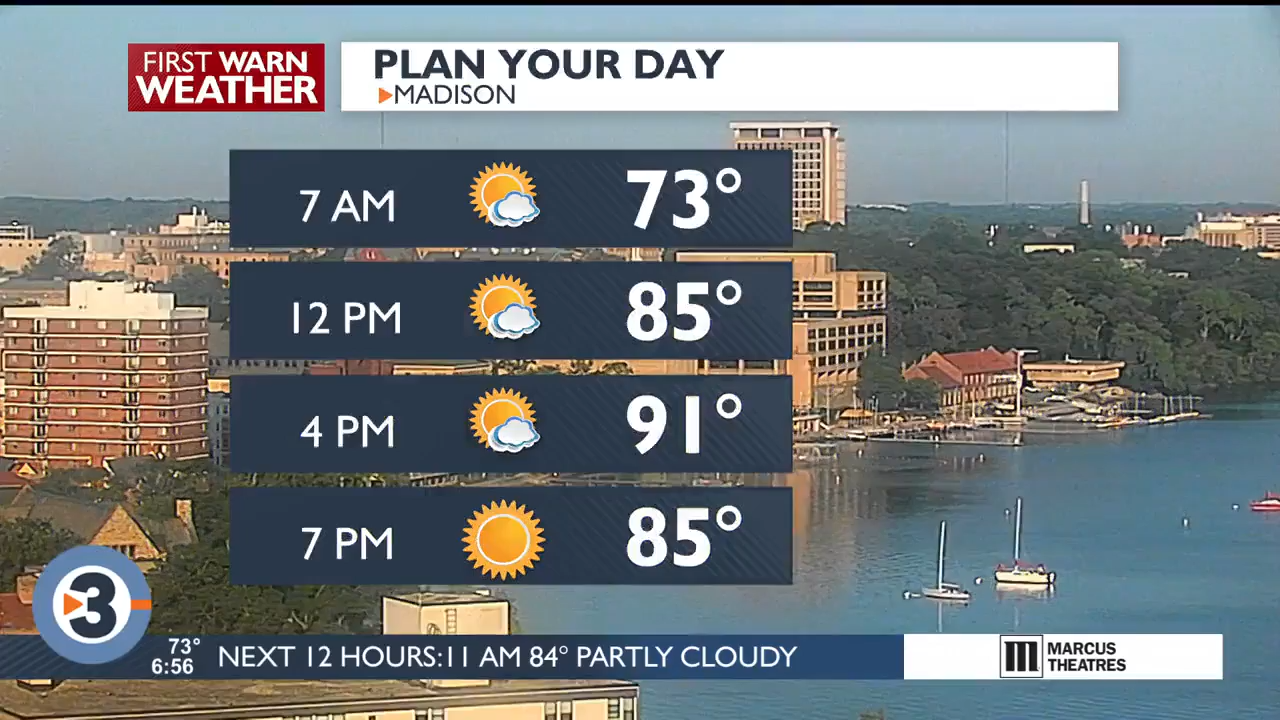 FIRST WARN
WEATHER
PLAN YOUR DAY
MADISON
7 AM 73°
12 PM 85°
4 PM 91°
7 PM 85°
3
73°
6:56
NEXT 12 HOURS:11 AM 84° PARTLY CLOUDY
MARCUS
THEATRES